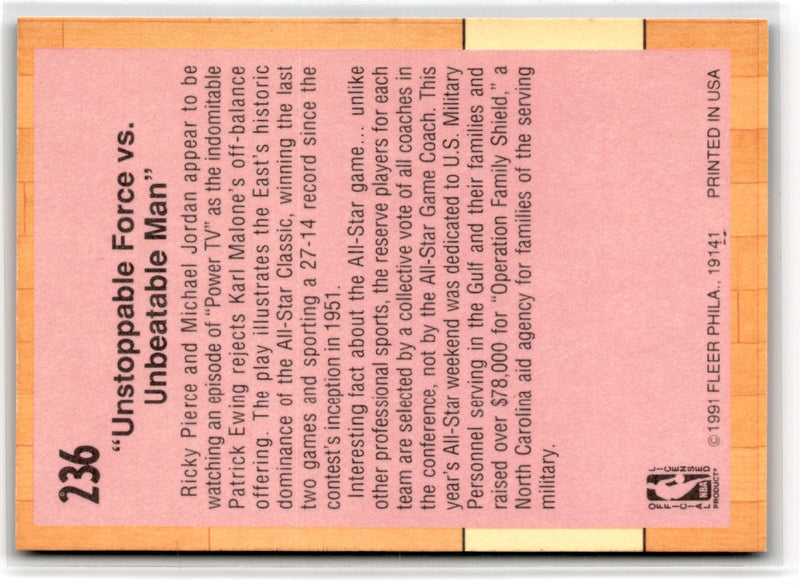 236
“Unstoppable Force vs.
Unbeatable Man”
Ricky Pierce and Michael Jordan appear to be
watching an episode of “Power TV” as the indomitable
Patrick Ewing rejects Karl Malone's off-balance
offering. The play illustrates the East's historic
dominance of the All-Star Classic, winning the last
two games and sporting a 27-14 record since the
contest's inception in 1951.
Interesting fact about the All-Star game... unlike
other professional sports, the reserve players for each
team are selected by a collective vote of all coaches in
the conference, not by the All-Star Game Coach. This
year's All-Star weekend was dedicated to U.S. Military
Personnel serving in the Gulf and their families and
raised over $78,000 for “Operation Family Shield,” a
North Carolina aid agency for families of the serving
military.
OFFICIAL LICENSED
NBA
PRODUCT®
© 1991 FLEER PHILA., 19141 PRINTED IN USA